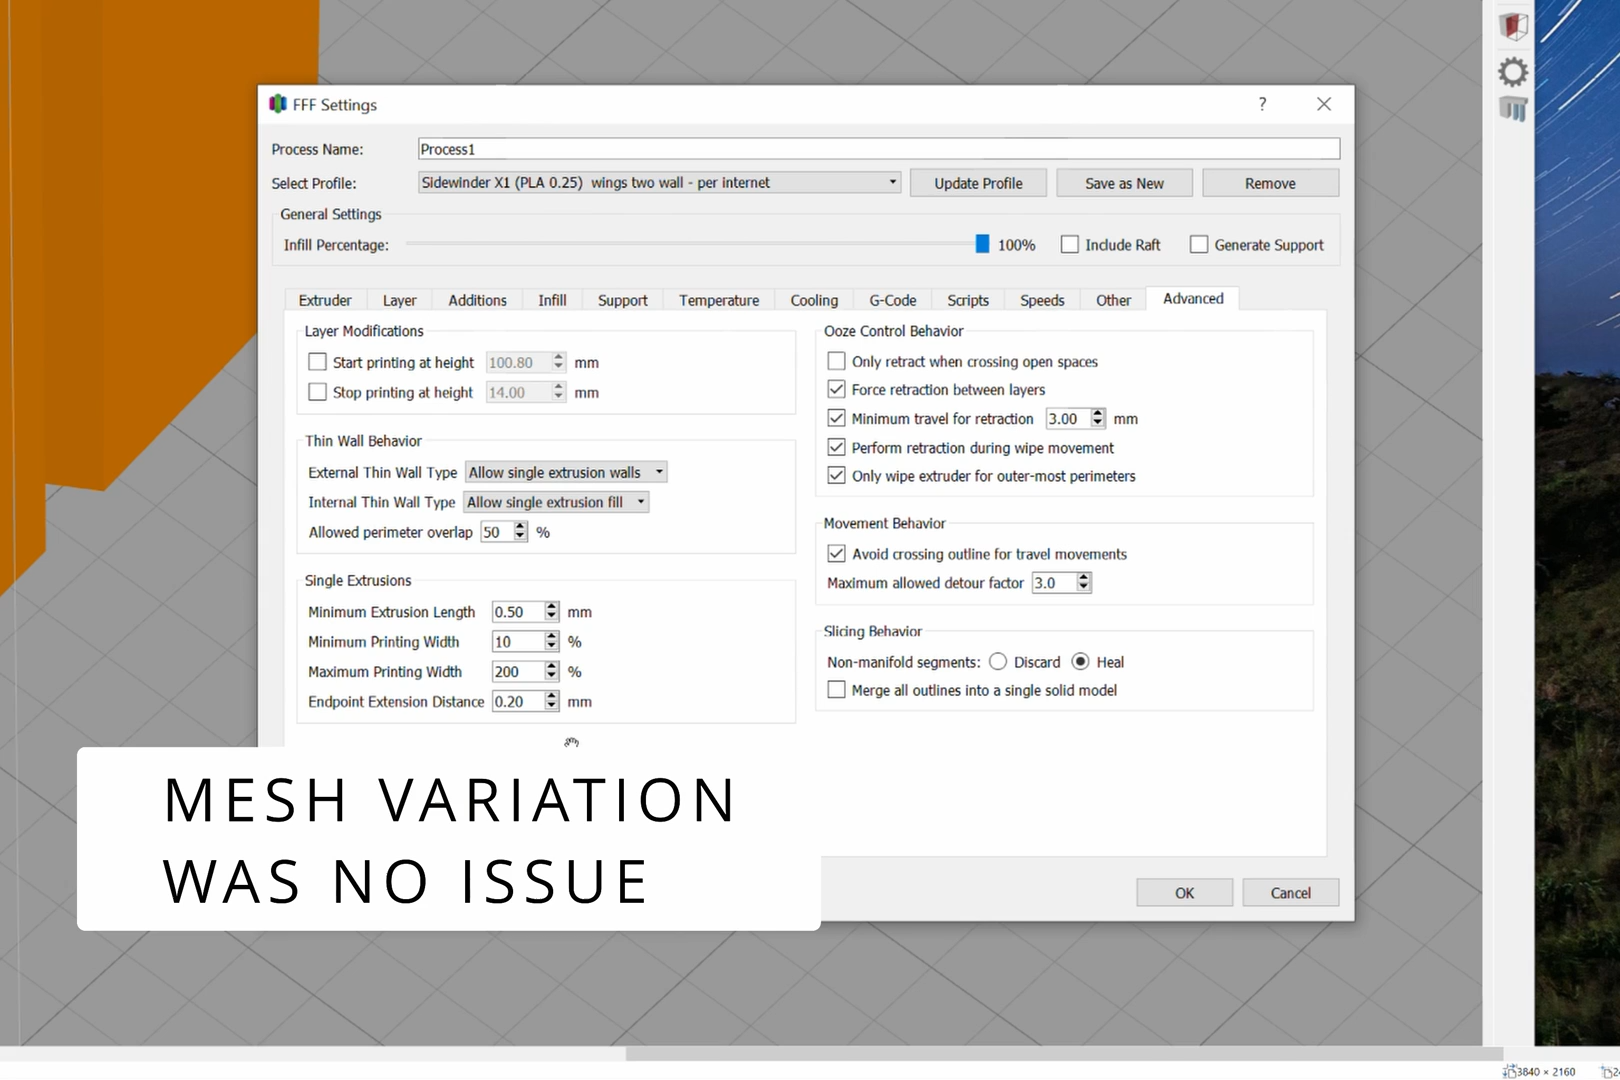 FFF Settings
?
Process Name: Process1
Select Profile: Sidewinder X1 (PLA 0.25) wings two wall - per internet Update Profile Save as New Remove
General Settings
Infill Percentage: 100% Include Raft Generate Support
Extruder Layer Additions Infill Support Temperature Cooling G-Code Scripts Speeds Other Advanced
Layer Modifications
Start printing at height 100.80 mm
Stop printing at height 14.00 mm
Thin Wall Behavior
External Thin Wall Type Allow single extrusion walls
Internal Thin Wall Type Allow single extrusion fill
Allowed perimeter overlap 50 %
Single Extrusions
Minimum Extrusion Length 0.50 mm
Minimum Printing Width 10 %
Maximum Printing Width 200 %
Endpoint Extension Distance 0.20 mm
Ooze Control Behavior
Only retract when crossing open spaces
Force retraction between layers
Minimum travel for retraction 3.00 mm
Perform retraction during wipe movement
Only wipe extruder for outer-most perimeters
Movement Behavior
Avoid crossing outline for travel movements
Maximum allowed detour factor 3.0
Slicing Behavior
Non-manifold segments: Discard Heal
Merge all outlines into a single solid model
MESH VARIATION
WAS NO ISSUE
OK Cancel
3840 × 2160